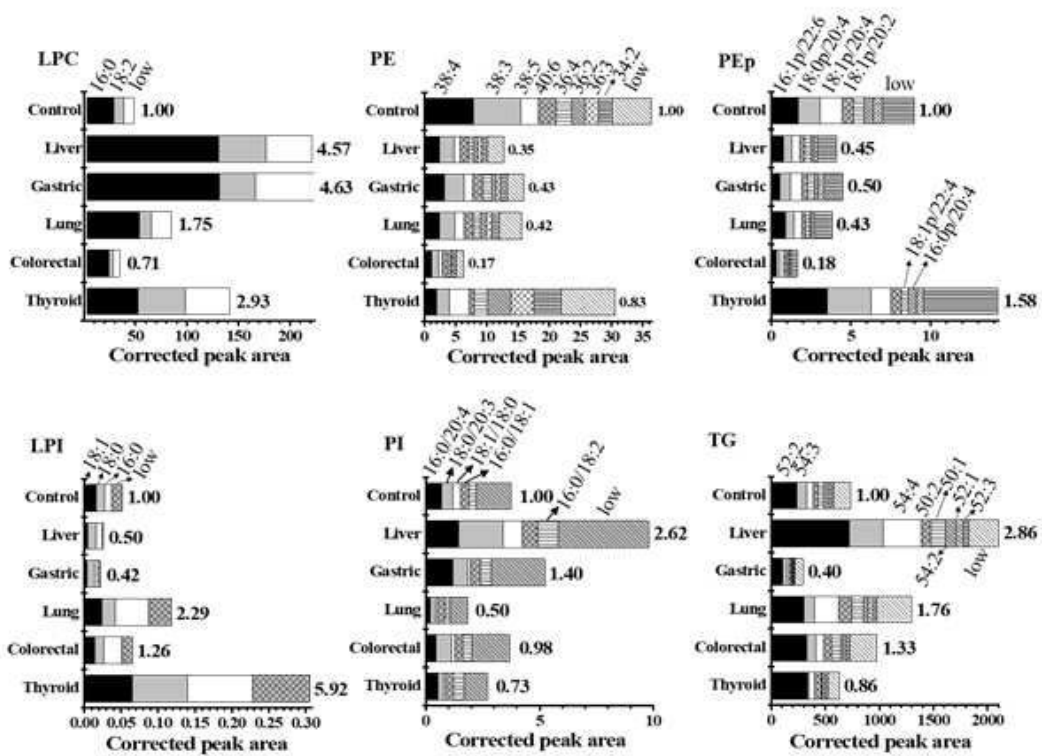 LPC
16:0
18:2
low
Control
1.00
Liver
4.57
Gastric
4.63
Lung
1.75
Colorectal
0.71
Thyroid
2.93
50
100
150
200
Corrected peak area
PE
38:4
38:3
38:5
40:6
36:4
36:2
36:3
34:2
low
Control
1.00
Liver
0.35
Gastric
0.43
Lung
0.42
Colorectal
0.17
Thyroid
0.83
0
5
10
15
20
25
30
35
Corrected peak area
PEp
16:1p/22:6
18:0p/20:4
18:1p/20:4
18:1p/20:2
low
Control
1.00
Liver
0.45
Gastric
0.50
Lung
0.43
18:1p/22:4
16:0p/20:4
Colorectal
0.18
Thyroid
1.58
0
5
10
Corrected peak area
LPI
18:1
18:0
16:0
low
Control
1.00
Liver
0.50
Gastric
0.42
Lung
2.29
Colorectal
1.26
Thyroid
5.92
0.00 0.05 0.10 0.15 0.20 0.25 0.30
Corrected peak area
PI
16:0/20:4
18:0/20:3
18:1/18:0
16:0/18:1
Control
1.00
16:0/18:2
low
Liver
2.62
Gastric
1.40
Lung
0.50
Colorectal
0.98
Thyroid
0.73
0
5
10
Corrected peak area
TG
52:2
54:3
Control
1.00
54:4
50:2
50:1
52:1
52:3
Liver
2.86
54:2
low
Gastric
0.40
Lung
1.76
Colorectal
1.33
Thyroid
0.86
0
500
1000
1500
2000
Corrected peak area